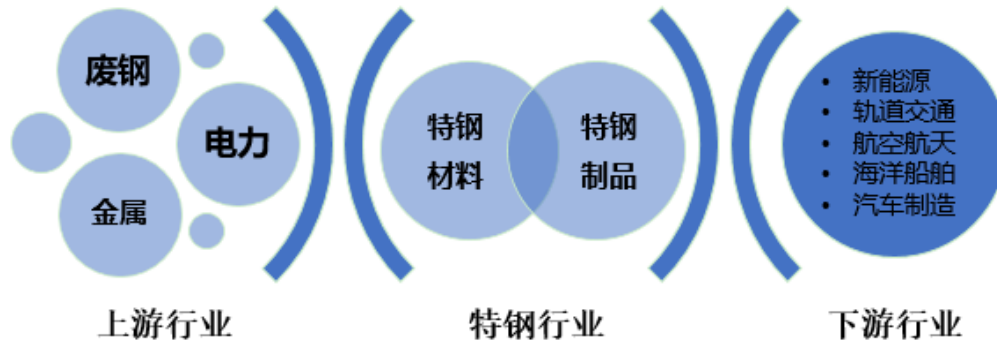 废钢
电力
金属
上游行业
特钢
材料
特钢
制品
特钢行业
• 新能源
• 轨道交通
• 航空航天
• 海洋船舶
• 汽车制造
下游行业